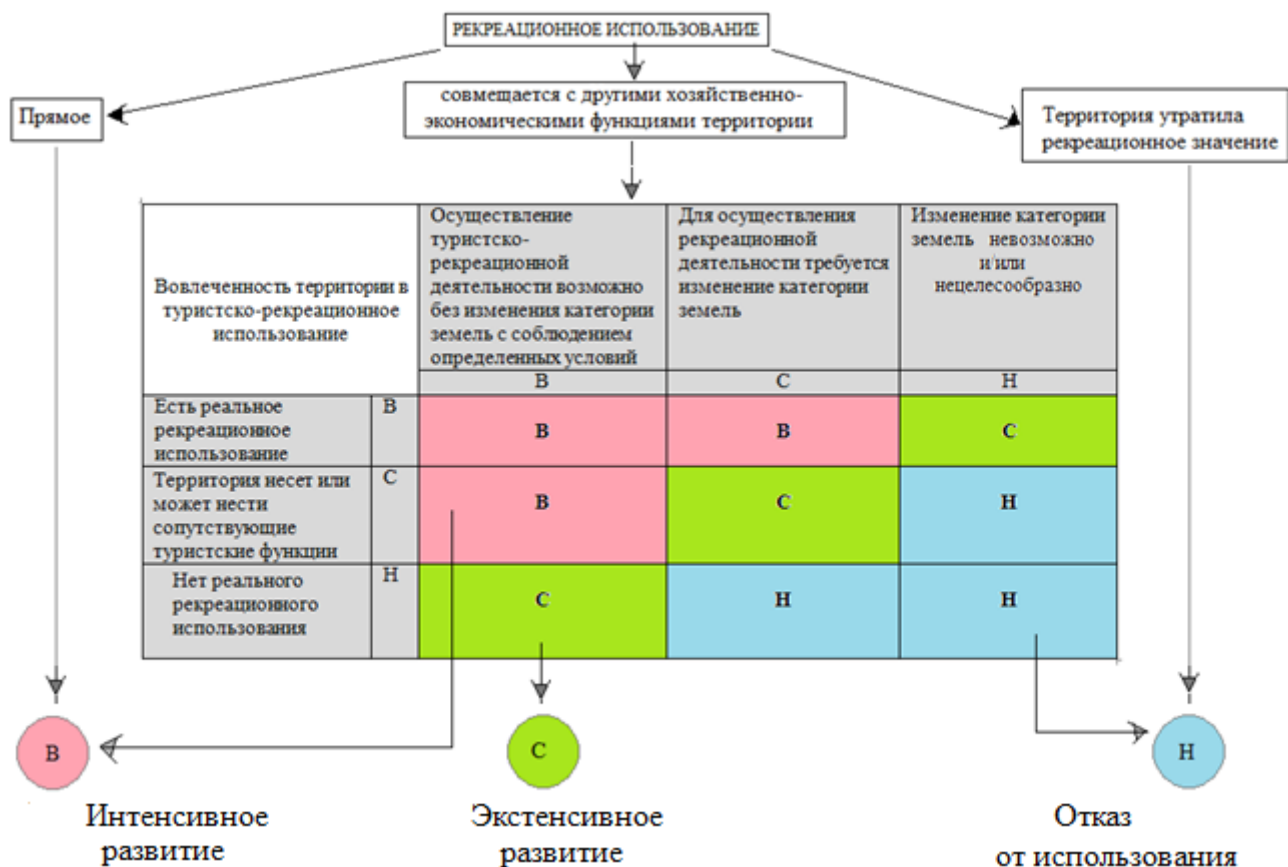 РЕКРЕАЦИОННОЕ ИСПОЛЬЗОВАНИЕ
Прямое
совмещается с другими хозяйственно-
экономическими функциями территории
Территория утратила
рекреационное значение
Вовлеченность территории в
туристско-рекреационное
использование
Осуществление
туристско-
рекреационной
деятельности возможно
без изменения категории
земель с соблюдением
определенных условий
Для осуществления
рекреационной
деятельности требуется
изменение категории
земель
Изменение категории
земель невозможно
и/или
нецелесообразно
В
С
Н
Есть реальное
рекреационное
использование
В
В
В
С
Территория несет или
может нести
сопутствующие
туристские функции
С
В
С
Н
Нет реального
рекреационного
использования
Н
С
Н
Н
В
С
Н
Интенсивное
развитие
Экстенсивное
развитие
Отказ
от использования